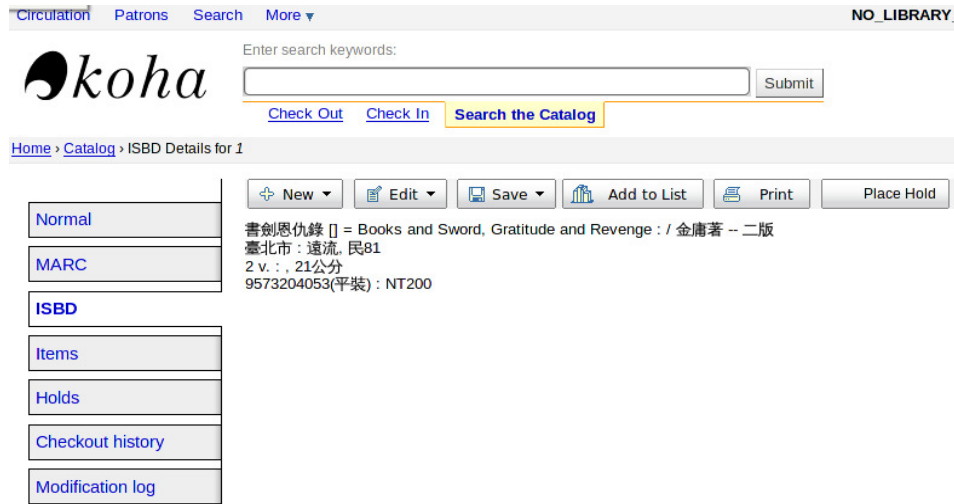 Circulation Patrons Search More ▾ NO_LIBRARY_
Enter search keywords:
koha
Submit
Check Out Check In Search the Catalog
Home › Catalog › ISBD Details for 1
New Edit Save Add to List Print Place Hold
Normal
MARC
ISBD
Items
Holds
Checkout history
Modification log
書劍恩仇錄 [] = Books and Sword, Gratitude and Revenge : / 金庸著 -- 二版
臺北市 : 遠流, 民81
2 v. : , 21公分
9573204053(平裝) : NT200